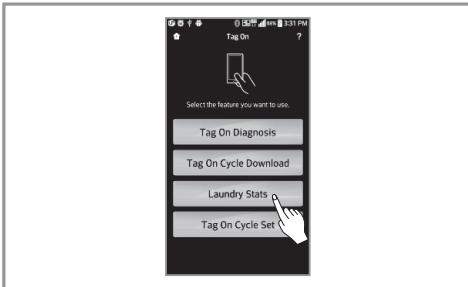 3:31 PM
Tag On ?
Select the feature you want to use.
Tag On Diagnosis
Tag On Cycle Download
Laundry Stats
Tag On Cycle Set